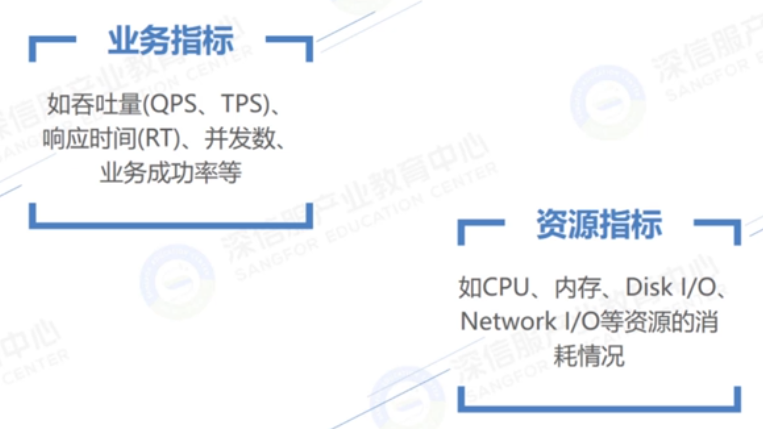 业务指标
如吞吐量(QPS、TPS)、
响应时间(RT)、并发数、
业务成功率等
资源指标
如CPU、内存、Disk I/O、
Network I/O等资源的消
耗情况
深信服产业教育中心
SANGFOR EDUCATION CENTER